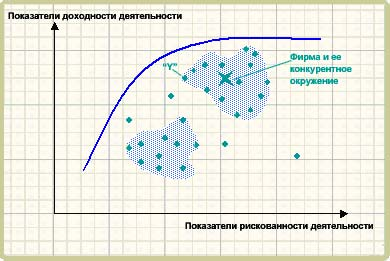 Показатели доходности деятельности
"Y"
Фирма и ее
конкурентное
окружение
Показатели рискованности деятельности